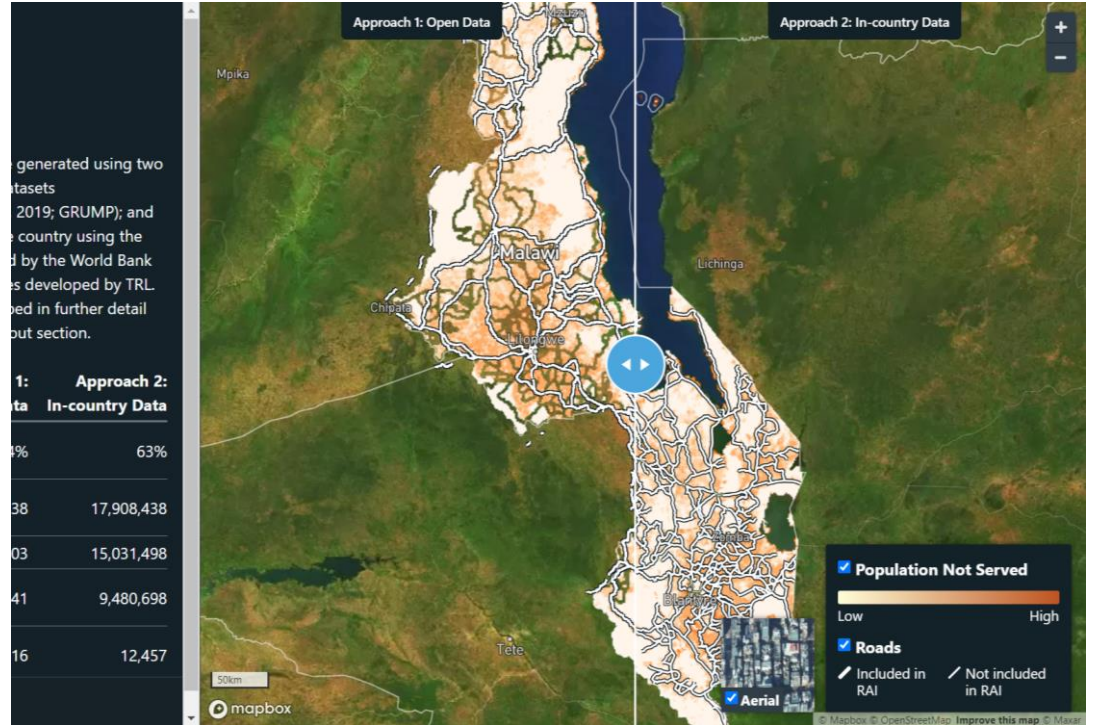 e generated using two
atasets
2019; GRUMP); and
e country using the
d by the World Bank
es developed by TRL.
bed in further detail
out section.
1: Approach 2:
ta In-country Data
4% 63%
38 17,908,438
03 15,031,498
41 9,480,698
16 12,457
Approach 1: Open Data
Approach 2: In-country Data
+
−
Mzuzu
Mpika
Malawi
Lichinga
Chipata
Lilongwe
Zomba
Blantyre
Tete
50km
mapbox
Aerial
Population Not Served
Low High
Roads
Included in RAI
Not included in RAI
© Mapbox © OpenStreetMap Improve this map © Maxar